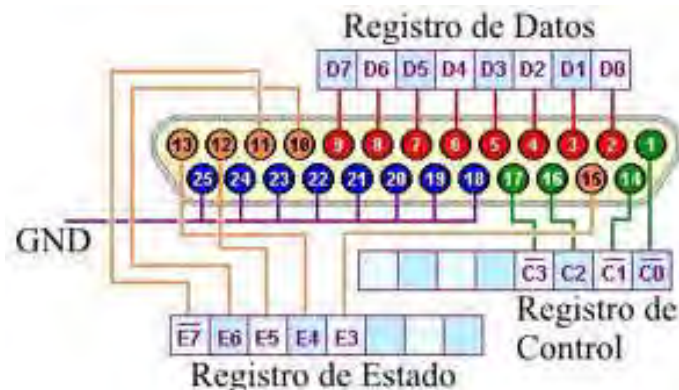 Registro de Datos
D7 D6 D5 D4 D3 D2 D1 D0
13 12 11 10 9 8 7 6 5 4 3 2 1
25 24 23 22 21 20 19 18 17 16 15 14
GND
C3 C2 C1 C0
E7 E6 E5 E4 E3
Registro de
Control
Registro de Estado